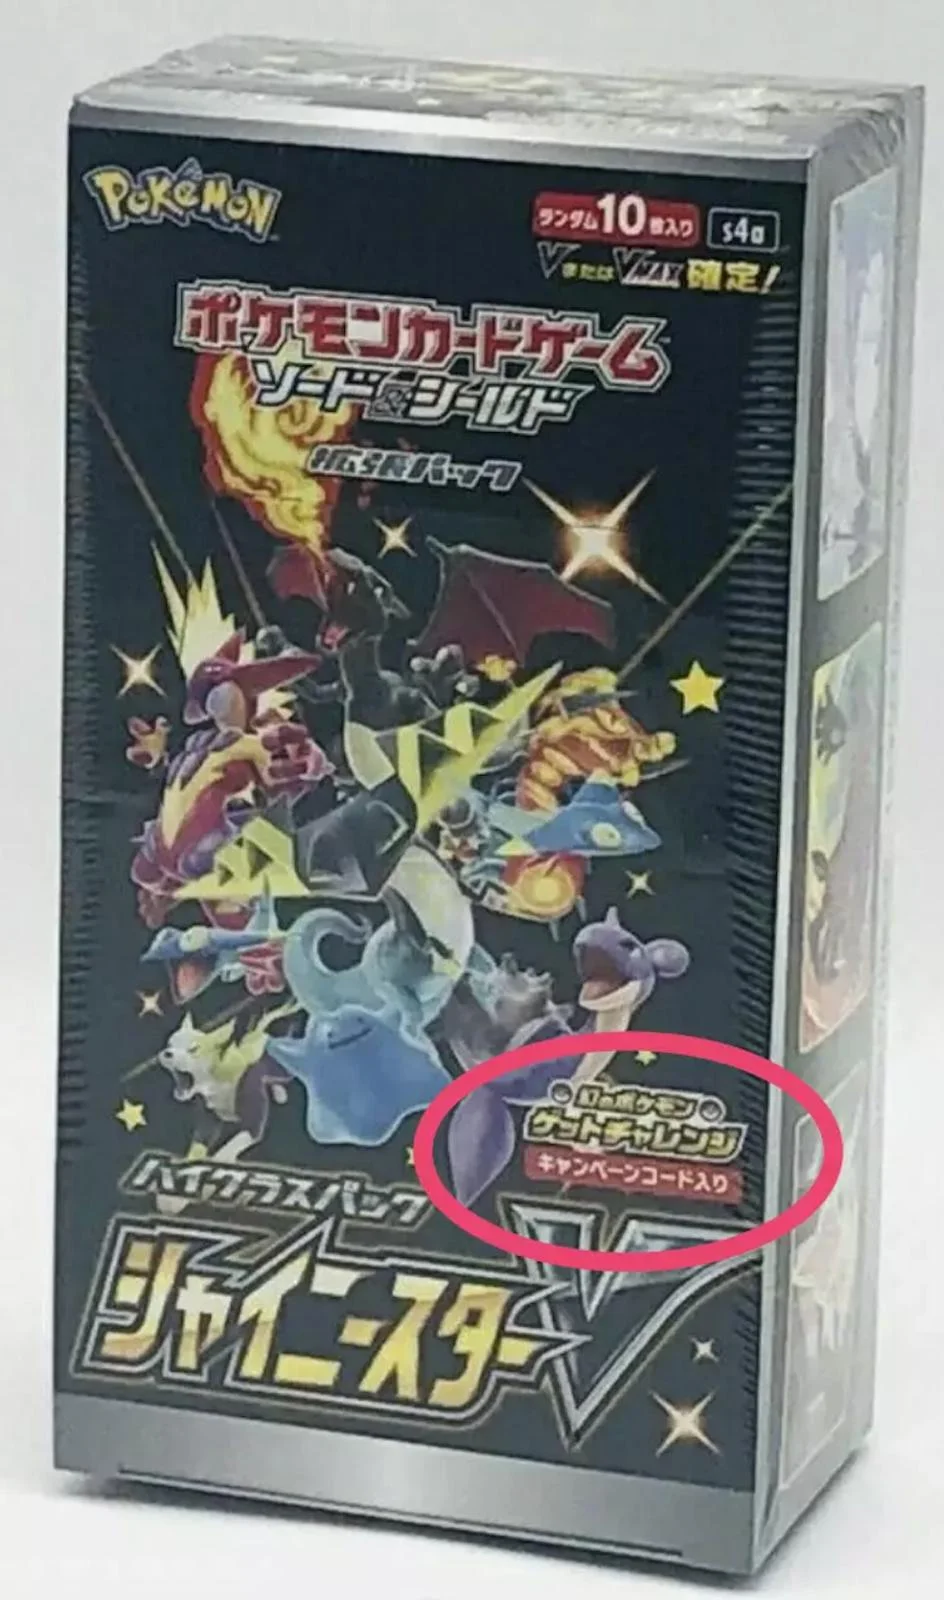 POKéMON
ランダム10枚入り
s4a
VまたはVMAX確定!
ポケモンカードゲーム
ソード&シールド
拡張パック
幻のポケモン
ゲットチャレンジ
キャンペーンコード入り
ハイクラスパック
シャイニースターV